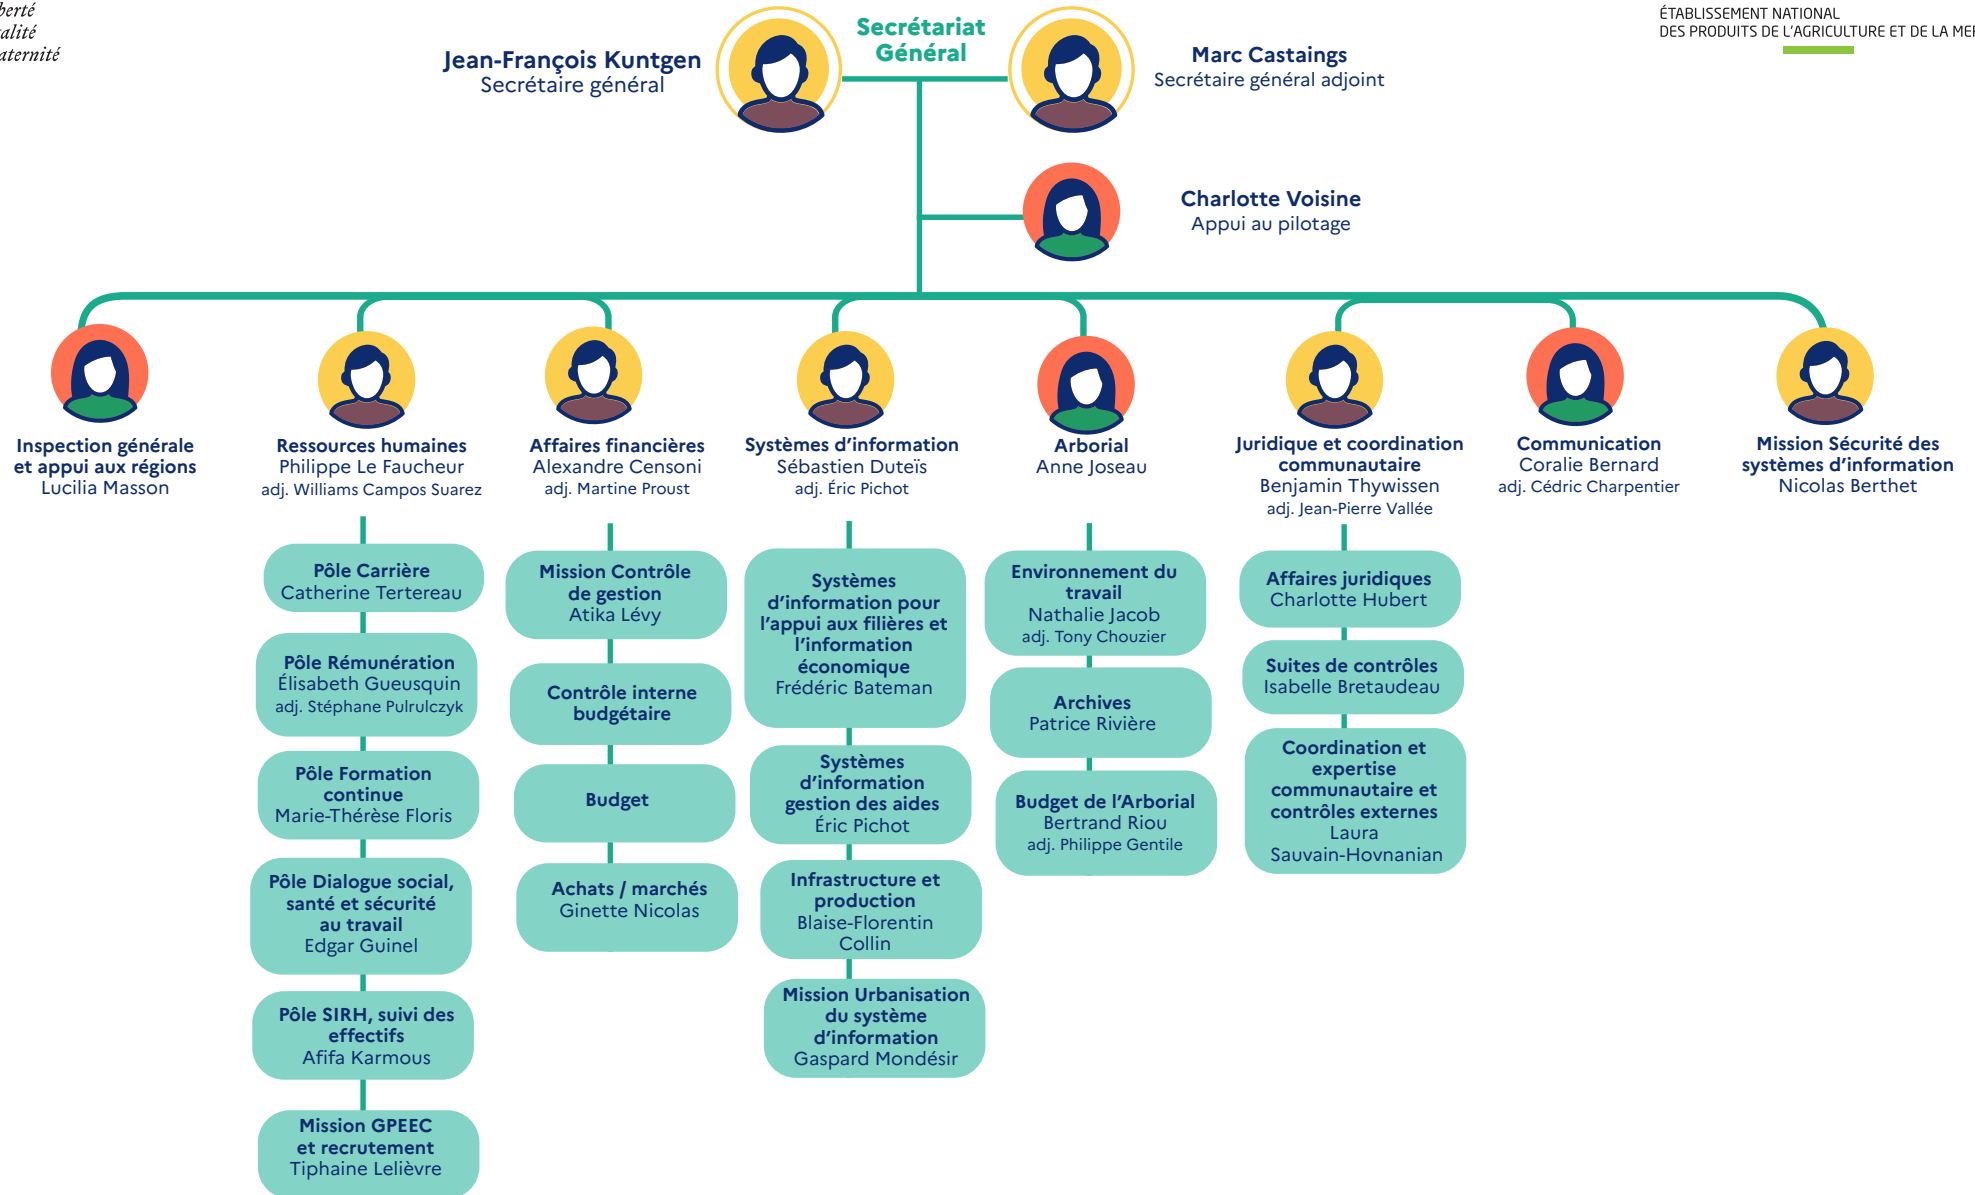 ÉTABLISSEMENT NATIONAL
DES PRODUITS DE L'AGRICULTURE ET DE LA MER
Secrétariat
Général
Jean-François Kuntgen
Secrétaire général
Marc Castaings
Secrétaire général adjoint
Charlotte Voisine
Appui au pilotage
Inspection générale
et appui aux régions
Lucilia Masson
Ressources humaines
Philippe Le Faucheur
adj. Williams Campos Suarez
Pôle Carrière
Catherine Tertereau
Pôle Rémunération
Élisabeth Gueusquin
adj. Stéphane Pulrulczyk
Pôle Formation
continue
Marie-Thérèse Floris
Pôle Dialogue social,
santé et sécurité
au travail
Edgar Guinel
Pôle SIRH, suivi des
effectifs
Afifa Karmous
Mission GPEEC
et recrutement
Tiphaine Lelièvre
Affaires financières
Alexandre Censoni
adj. Martine Proust
Mission Contrôle
de gestion
Atika Lévy
Contrôle interne
budgétaire
Budget
Achats / marchés
Ginette Nicolas
Systèmes d'information
Sébastien Duteïs
adj. Éric Pichot
Systèmes
d'information pour
l'appui aux filières et
l'information
économique
Frédéric Bateman
Systèmes
d'information
gestion des aides
Éric Pichot
Infrastructure et
production
Blaise-Florentin
Collin
Mission Urbanisation
du système
d'information
Gaspard Mondésir
Arborial
Anne Joseau
Environnement du
travail
Nathalie Jacob
adj. Tony Chouzier
Archives
Patrice Rivière
Budget de l'Arborial
Bertrand Riou
adj. Philippe Gentile
Juridique et coordination
communautaire
Benjamin Thywissen
adj. Jean-Pierre Vallée
Affaires juridiques
Charlotte Hubert
Suites de contrôles
Isabelle Bretaudeau
Coordination et
expertise
communautaire et
contrôles externes
Laura
Sauvain-Hovnanian
Communication
Coralie Bernard
adj. Cédric Charpentier
Mission Sécurité des
systèmes d'information
Nicolas Berthet